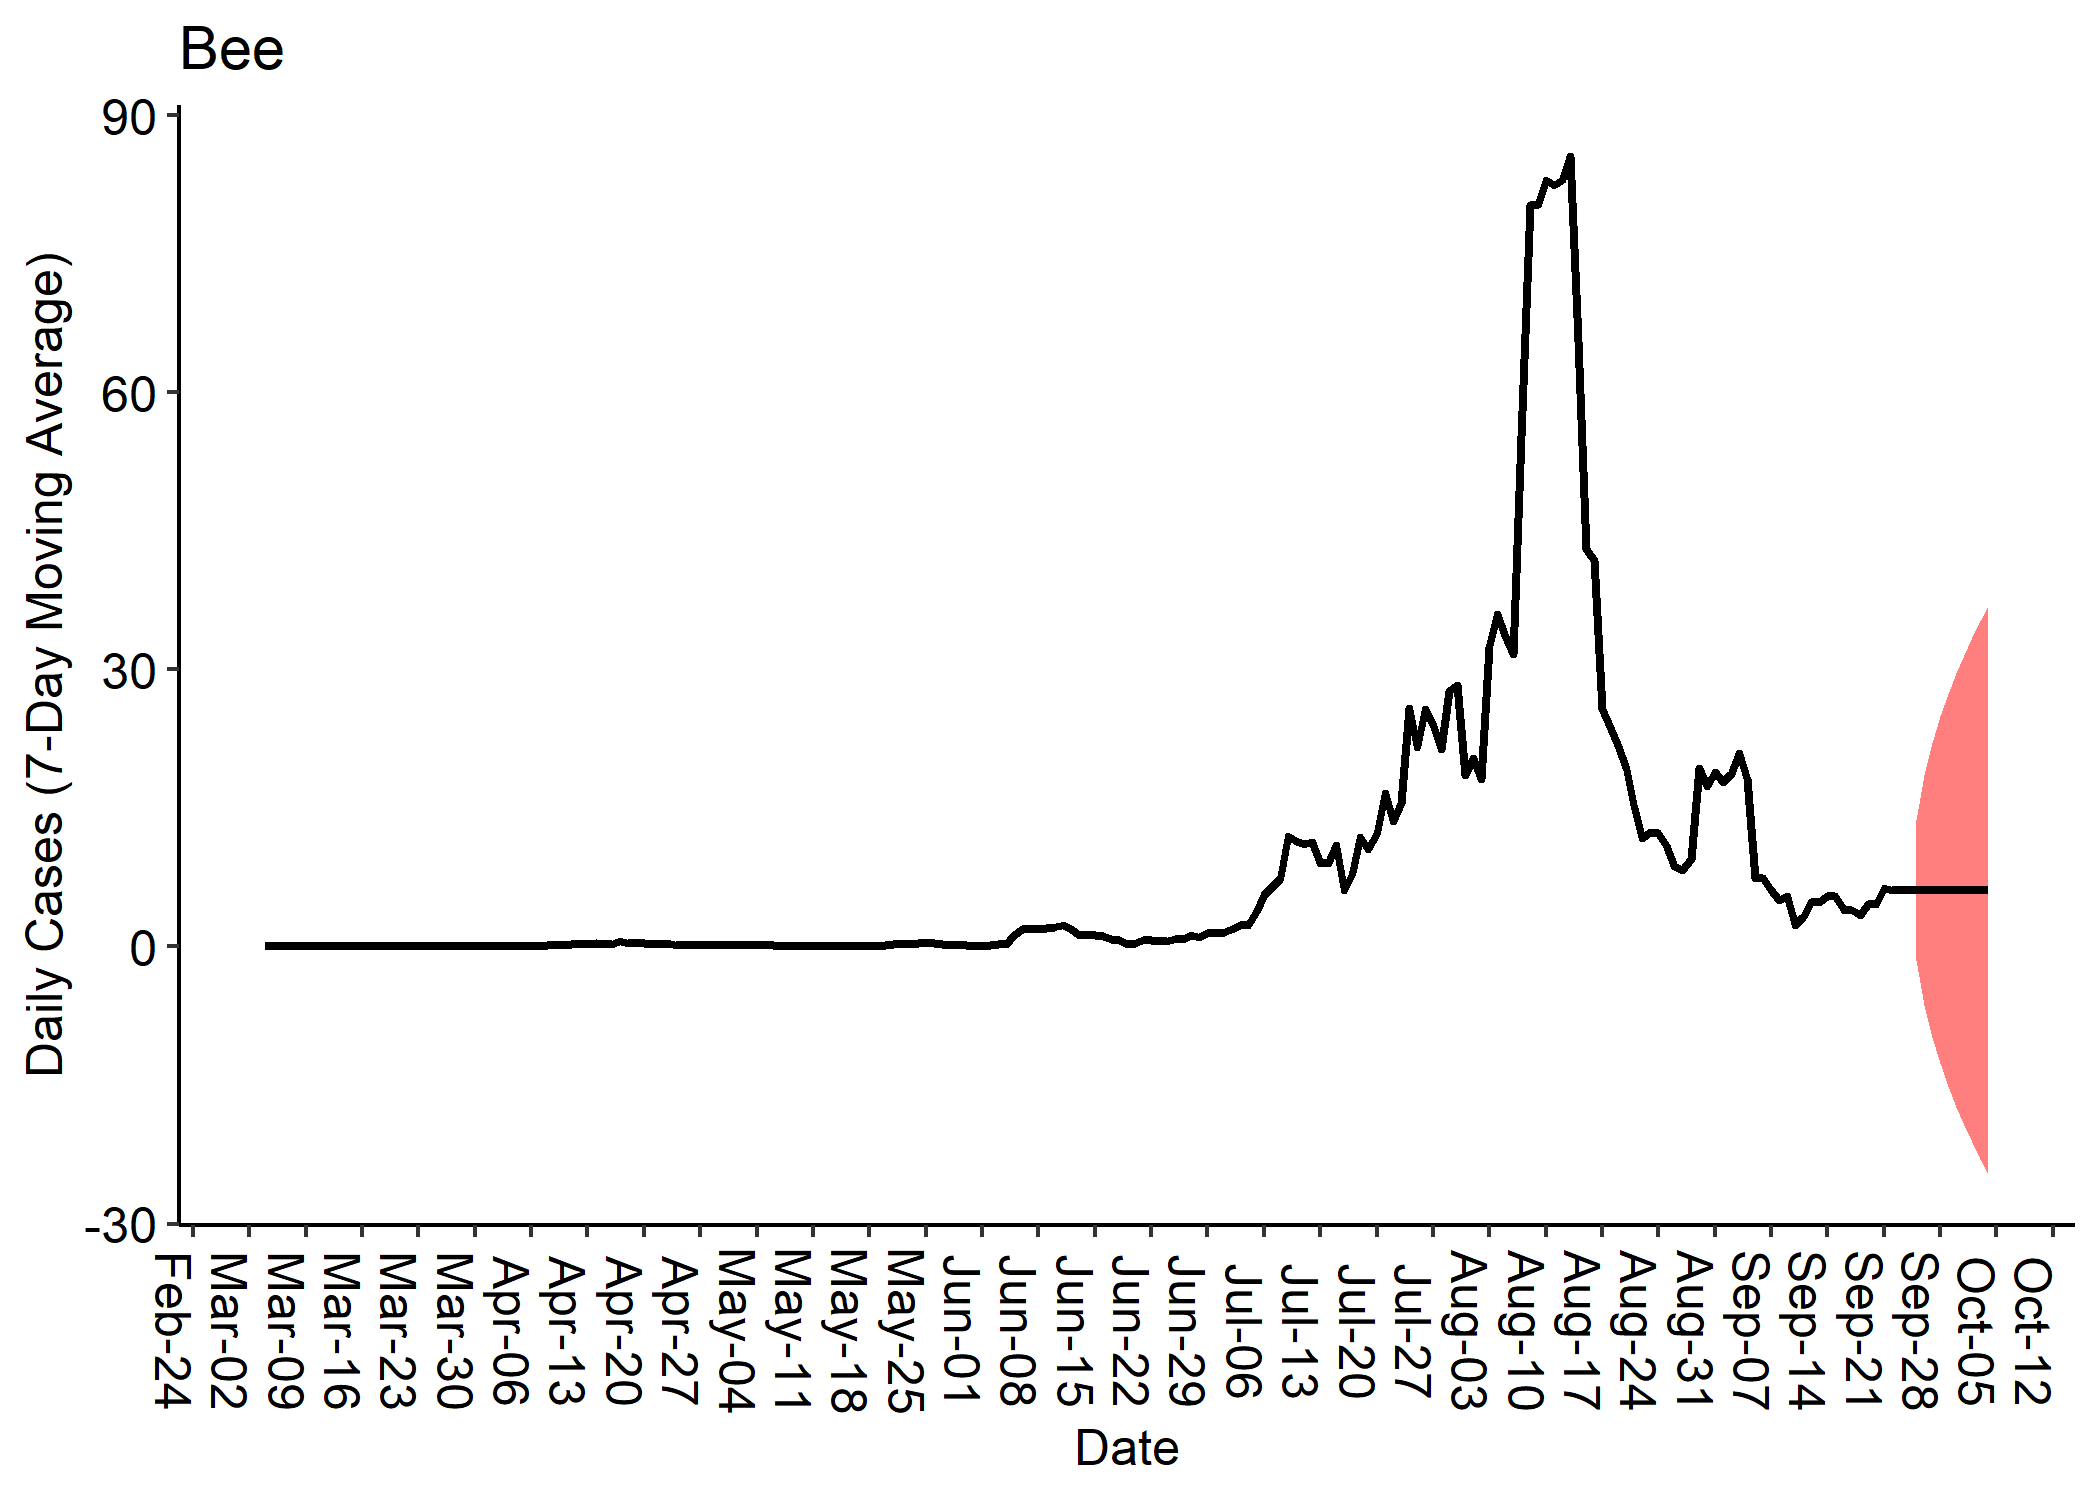 Bee
Daily Cases (7-Day Moving Average)
90
60
30
0
-30
Feb-24
Mar-02
Mar-09
Mar-16
Mar-23
Mar-30
Apr-06
Apr-13
Apr-20
Apr-27
May-04
May-11
May-18
May-25
Jun-01
Jun-08
Jun-15
Jun-22
Jun-29
Jul-06
Jul-13
Jul-20
Jul-27
Aug-03
Aug-10
Aug-17
Aug-24
Aug-31
Sep-07
Sep-14
Sep-21
Sep-28
Oct-05
Oct-12
Date